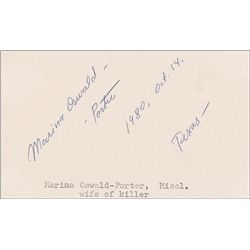 Marina Oswald -
- Porter
1980, Oct. 14.
Texas -
Marina Oswald-Porter, Miscl.
wife of killer